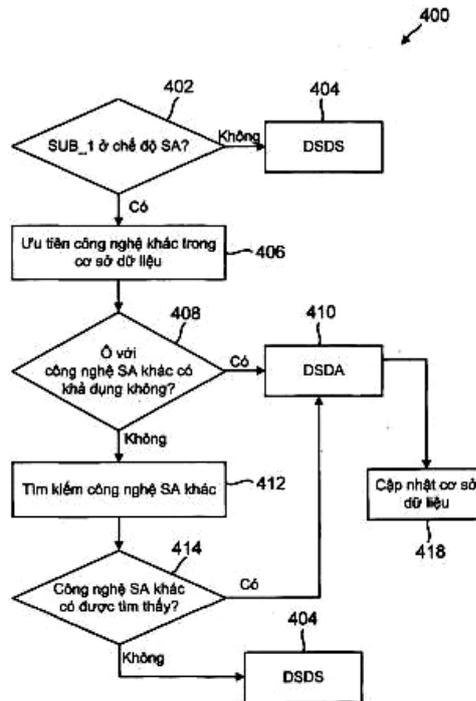 400
402
404
SUB_1 ở chế độ SA?
Không
DSDS
Có
Ưu tiên công nghệ khác trong
cơ sở dữ liệu
406
408
410
Ô với
công nghệ SA khác có
khả dụng không?
Có
DSDA
Không
Tìm kiếm công nghệ SA khác
412
Cập nhật cơ sở
dữ liệu
418
414
Công nghệ SA khác
có được tìm thấy?
Có
Không
404
DSDS